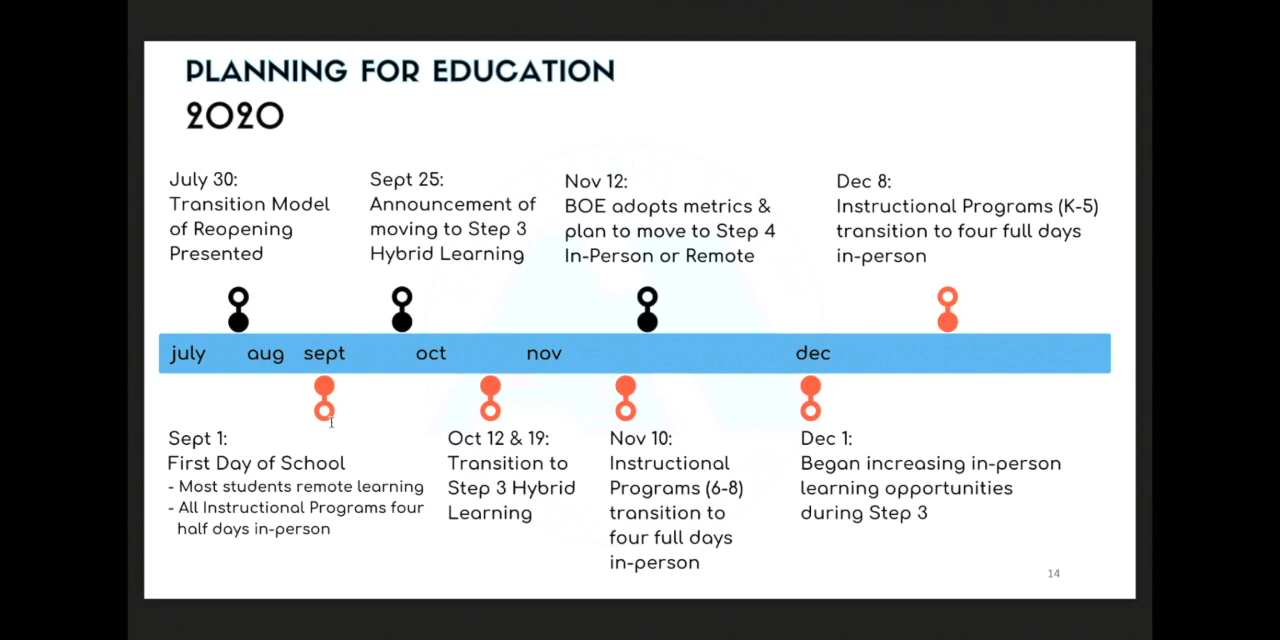 PLANNING FOR EDUCATION
2020
July 30:
Transition Model
of Reopening
Presented
Sept 25:
Announcement of
moving to Step 3
Hybrid Learning
Nov 12:
BOE adopts metrics &
plan to move to Step 4
In-Person or Remote
Dec 8:
Instructional Programs (K-5)
transition to four full days
in-person
july aug sept oct nov dec
Sept 1:
First Day of School
- Most students remote learning
- All Instructional Programs four
half days in-person
Oct 12 & 19:
Transition to
Step 3 Hybrid
Learning
Nov 10:
Instructional
Programs (6-8)
transition to
four full days
in-person
Dec 1:
Began increasing in-person
learning opportunities
during Step 3
14